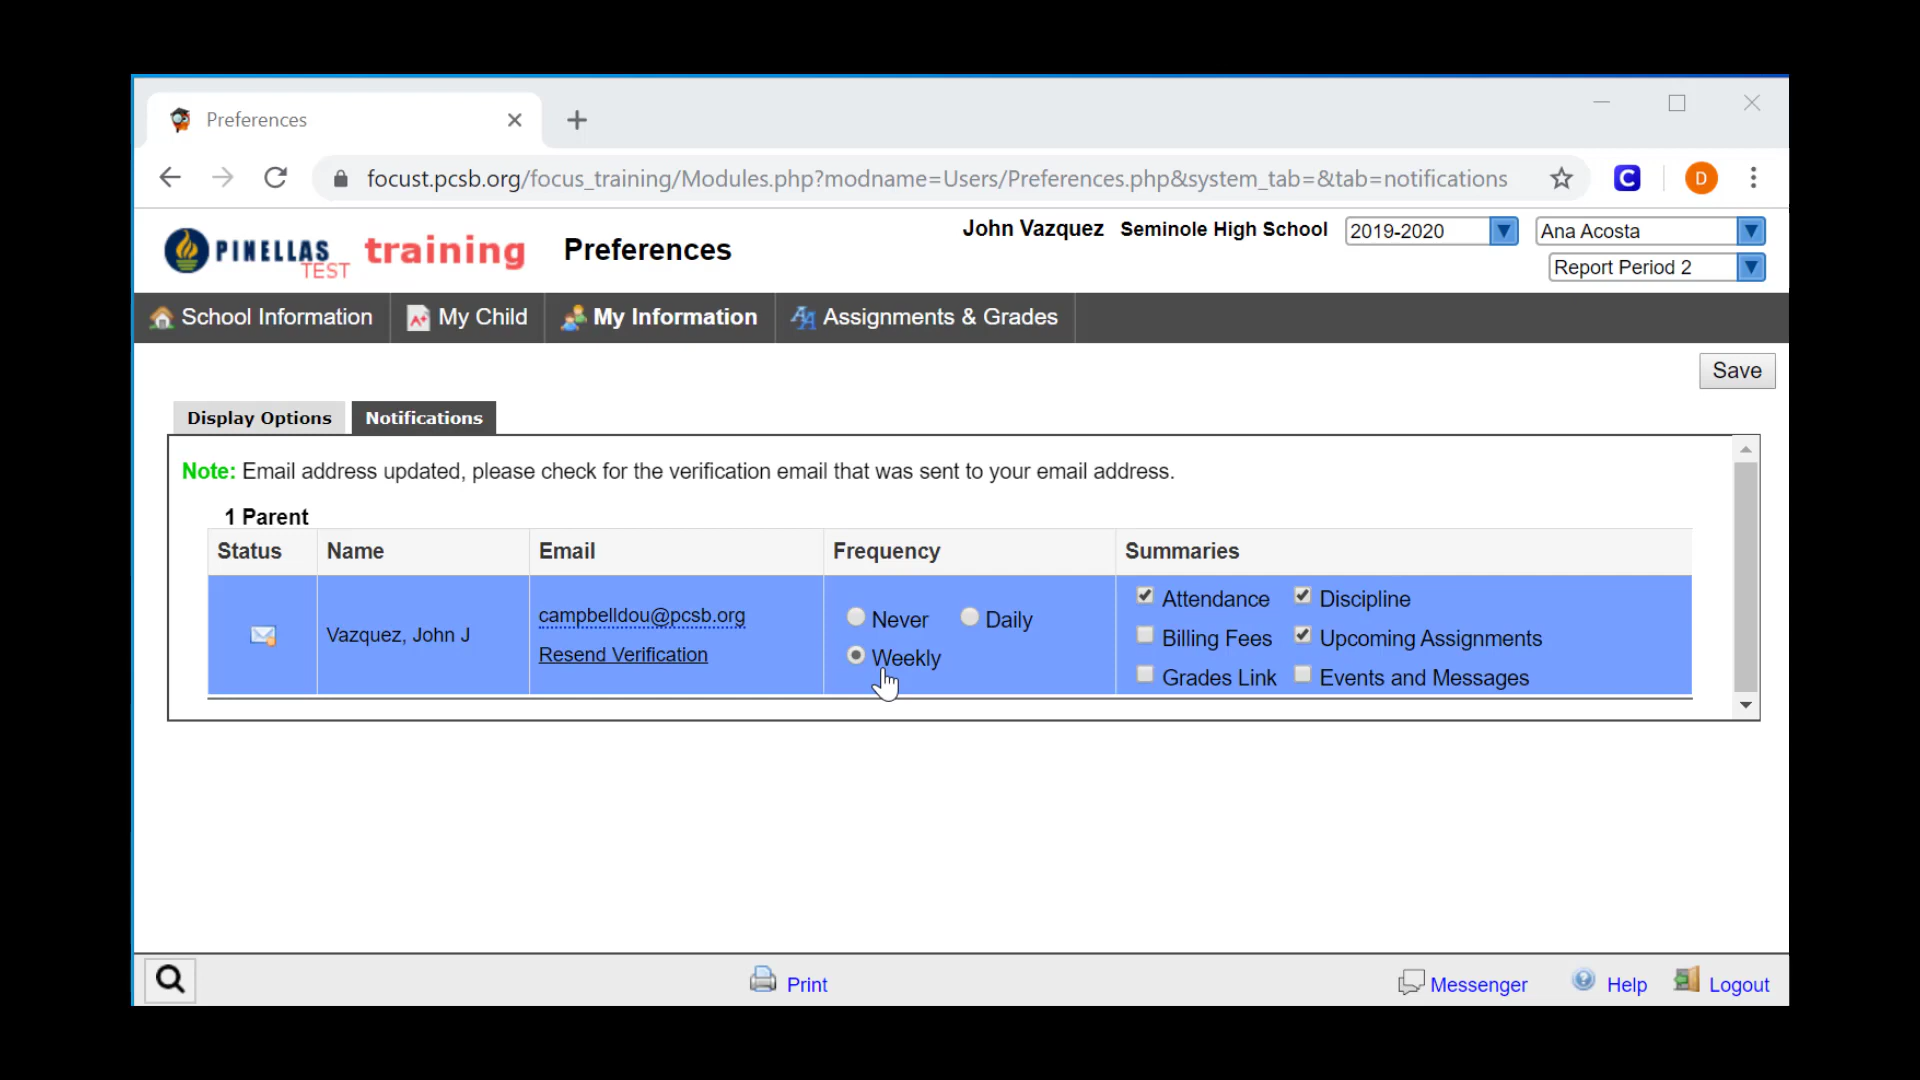 Preferences
focust.pcsb.org/focus_training/Modules.php?modname=Users/Preferences.php&system_tab=&tab=notifications
C
D
PINELLAS
TEST
training
Preferences
John Vazquez Seminole High School 2019-2020 Ana Acosta
Report Period 2
School Information My Child My Information Assignments & Grades
Save
Display Options Notifications
Note: Email address updated, please check for the verification email that was sent to your email address.
1 Parent
Status Name Email Frequency Summaries
Vazquez, John J
campbelldou@pcsb.org
Resend Verification
Never Daily
Weekly
Attendance Discipline
Billing Fees Upcoming Assignments
Grades Link Events and Messages
Print Messenger Help Logout